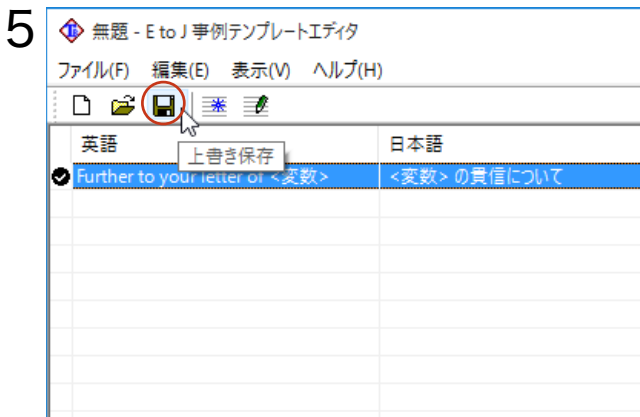 5
無題 - E to J 事例テンプレートエディタ
ファイル(F) 編集(E) 表示(V) ヘルプ(H)
英語 日本語
上書き保存
Further to your letter of <変数> <変数> の貴信について